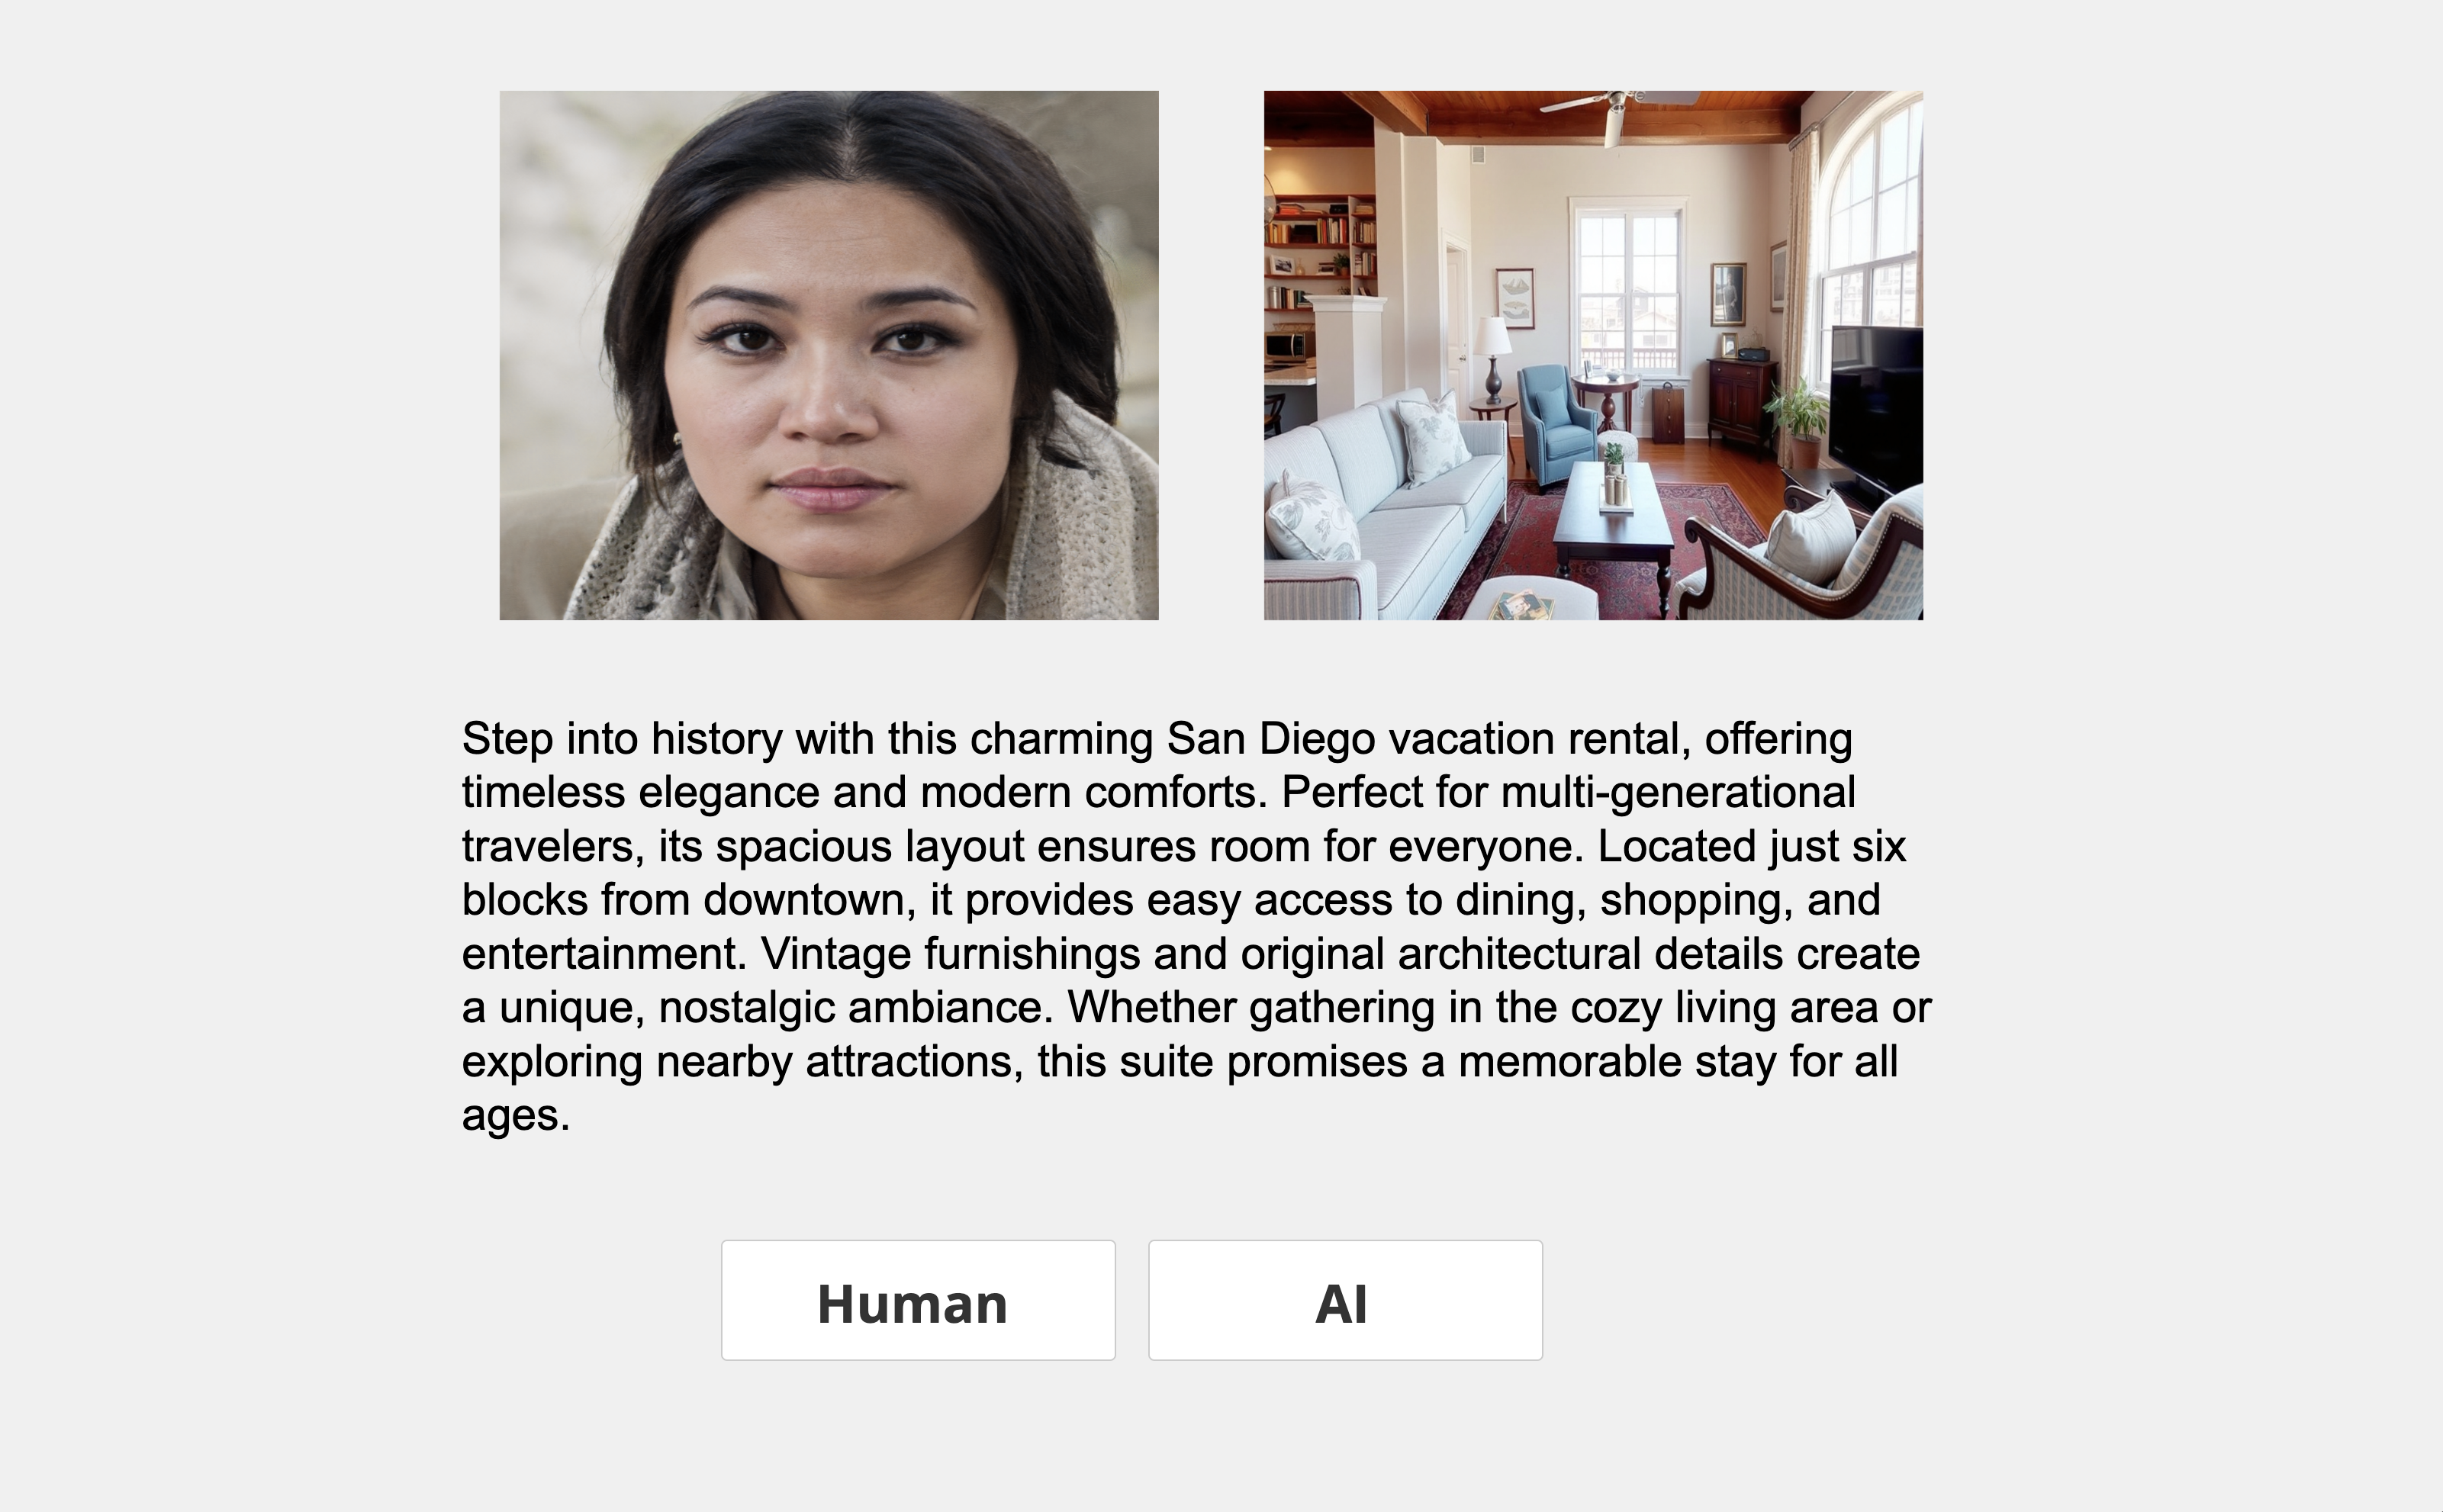 Step into history with this charming San Diego vacation rental, offering
timeless elegance and modern comforts. Perfect for multi-generational
travelers, its spacious layout ensures room for everyone. Located just six
blocks from downtown, it provides easy access to dining, shopping, and
entertainment. Vintage furnishings and original architectural details create
a unique, nostalgic ambiance. Whether gathering in the cozy living area or
exploring nearby attractions, this suite promises a memorable stay for all
ages.
Human
AI